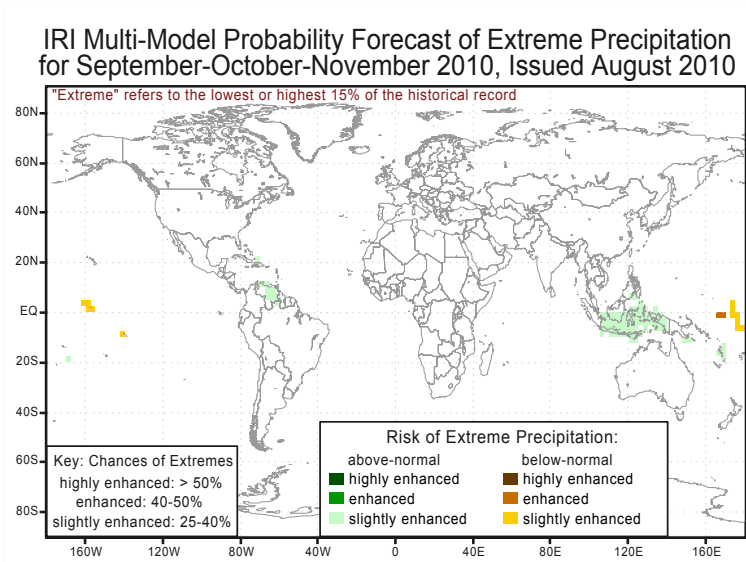 IRI Multi-Model Probability Forecast of Extreme Precipitation
for September-October-November 2010, Issued August 2010
"Extreme" refers to the lowest or highest 15% of the historical record
80N
60N
40N
20N
EQ
20S
40S
60S
80S
Key: Chances of Extremes
highly enhanced: > 50%
enhanced: 40-50%
slightly enhanced: 25-40%
Risk of Extreme Precipitation:
above-normal below-normal
highly enhanced highly enhanced
enhanced enhanced
slightly enhanced slightly enhanced
160W 120W 80W 40W 0 40E 80E 120E 160E